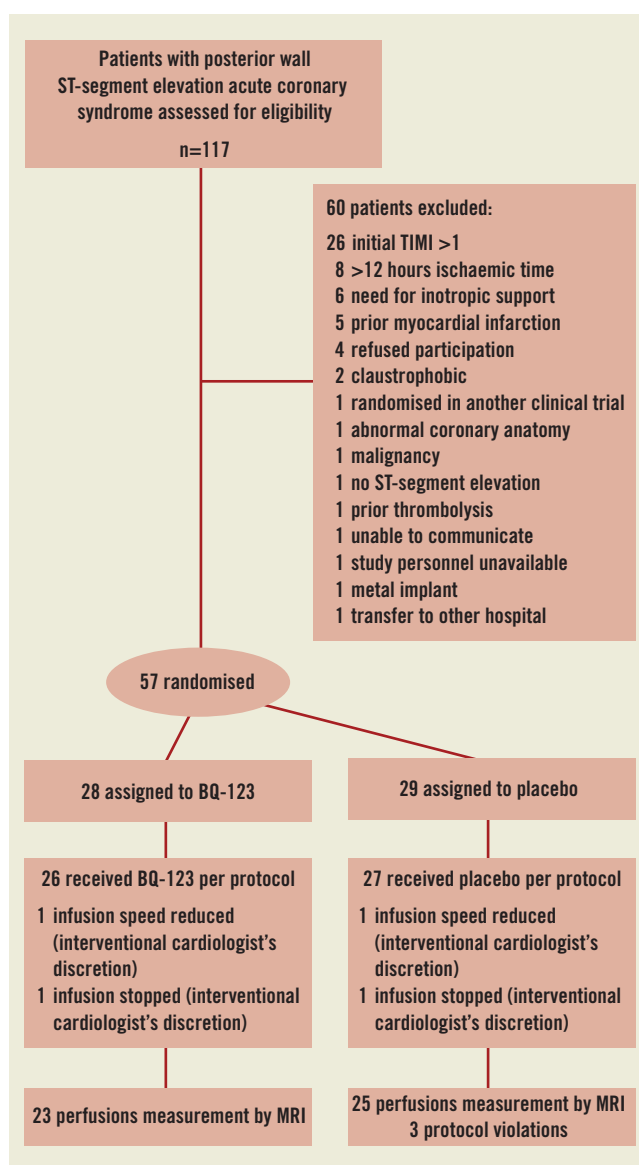 Patients with posterior wall
ST-segment elevation acute coronary
syndrome assessed for eligibility
n=117
60 patients excluded:
26 initial TIMI >1
8 >12 hours ischaemic time
6 need for inotropic support
5 prior myocardial infarction
4 refused participation
2 claustrophobic
1 randomised in another clinical trial
1 abnormal coronary anatomy
1 malignancy
1 no ST-segment elevation
1 prior thrombolysis
1 unable to communicate
1 study personnel unavailable
1 metal implant
1 transfer to other hospital
57 randomised
28 assigned to BQ-123
29 assigned to placebo
26 received BQ-123 per protocol
1 infusion speed reduced
(interventional cardiologist's
discretion)
1 infusion stopped (interventional
cardiologist's discretion)
27 received placebo per protocol
1 infusion speed reduced
(interventional cardiologist's
discretion)
1 infusion stopped (interventional
cardiologist's discretion)
23 perfusions measurement by MRI
25 perfusions measurement by MRI
3 protocol violations